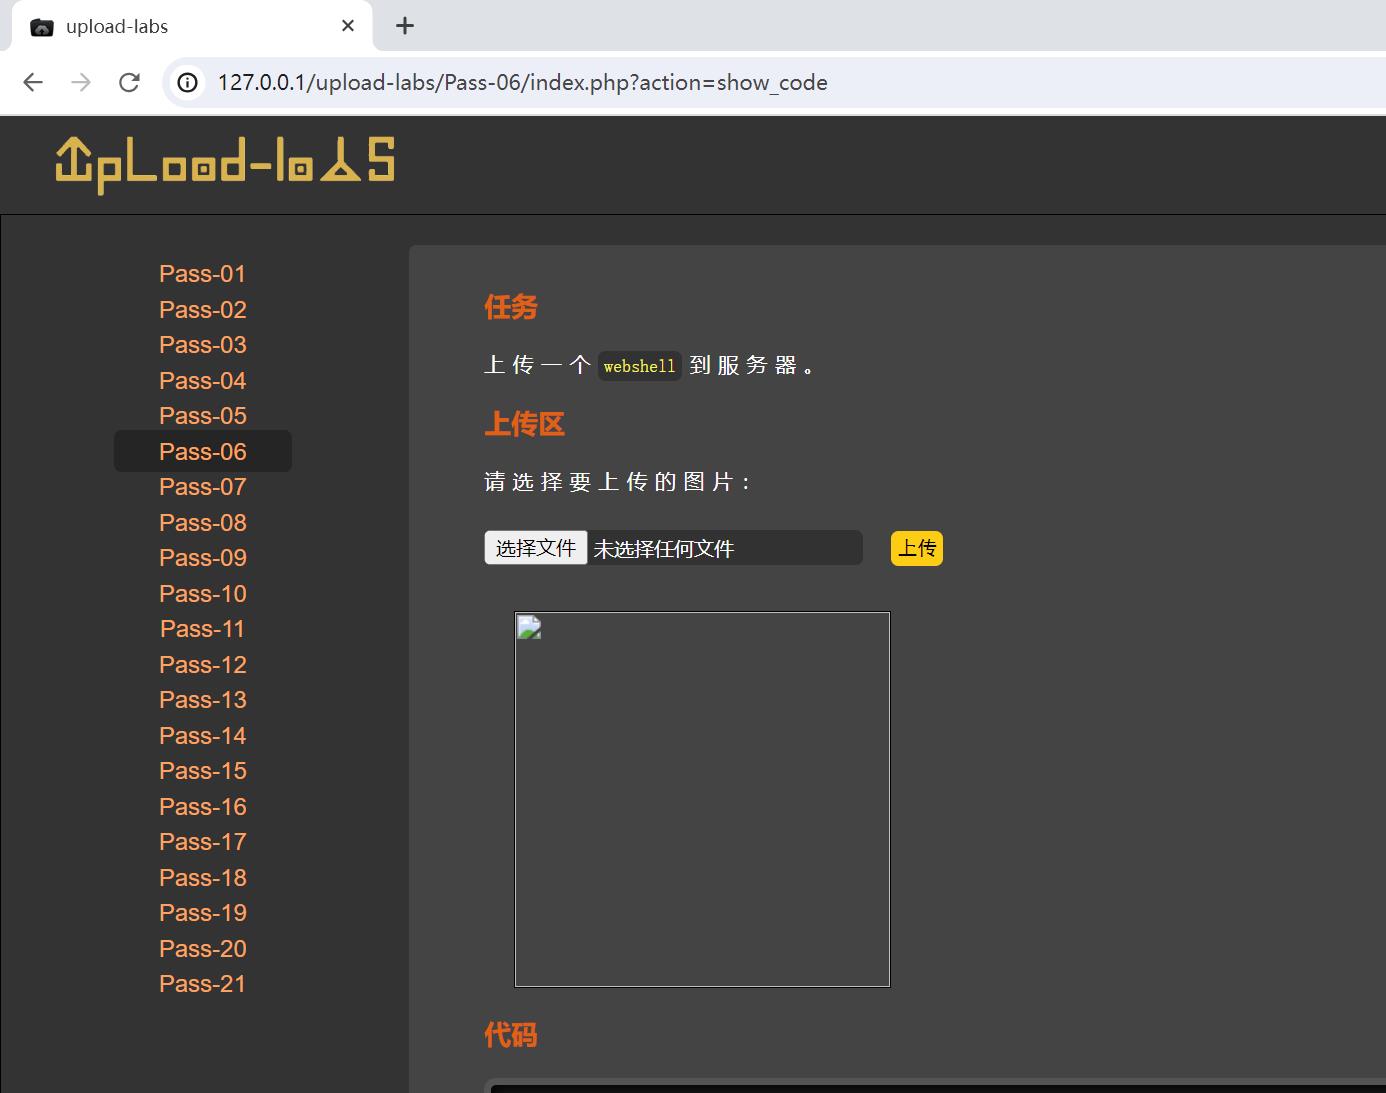 upload-labs
127.0.0.1/upload-labs/Pass-06/index.php?action=show_code
UpLoad-labs
Pass-01
Pass-02
Pass-03
Pass-04
Pass-05
Pass-06
Pass-07
Pass-08
Pass-09
Pass-10
Pass-11
Pass-12
Pass-13
Pass-14
Pass-15
Pass-16
Pass-17
Pass-18
Pass-19
Pass-20
Pass-21
任务
上传一个 webshell 到服务器。
上传区
请选择要上传的图片：
选择文件 未选择任何文件 上传
代码